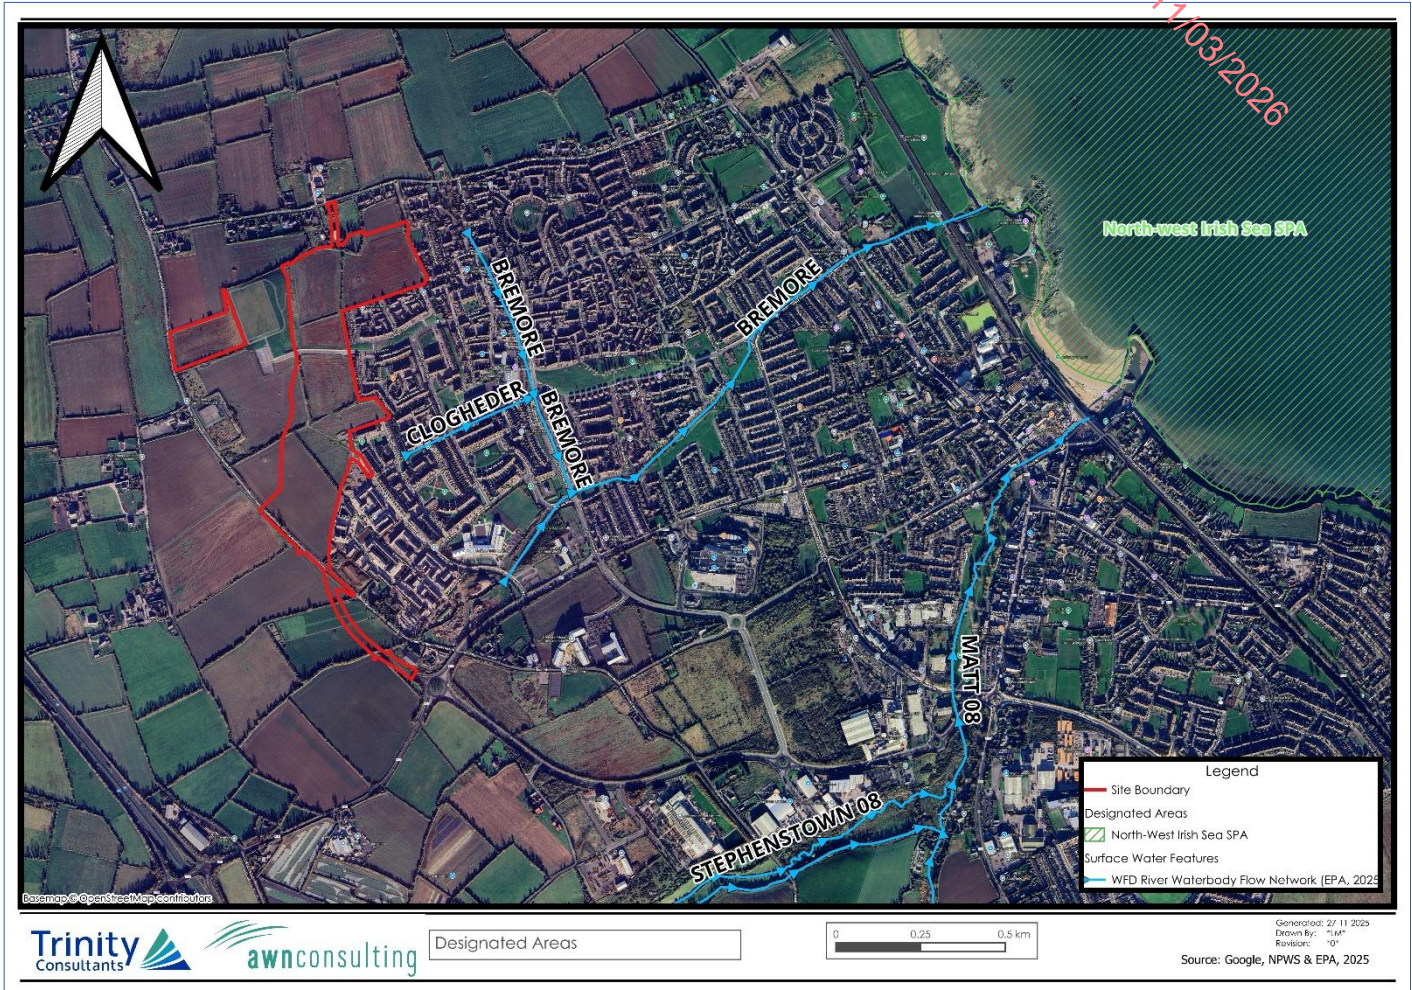 11/03/2026
North-west Irish Sea SPA
BREMORE
BREMORE
CLOGHEDER
BREMORE
MATT 08
STEPHENSTOWN 08
Legend
Site Boundary
Designated Areas
North-West Irish Sea SPA
Surface Water Features
WFD River Waterbody Flow Network (EPA, 2025
Basemap © OpenStreetMap contributors
Trinity
Consultants
awnconsulting
Designated Areas
0 0.25 0.5 km
Generated: 27 11 2025
Drawn By: "LM"
Revision: "0"
Source: Google, NPWS & EPA, 2025